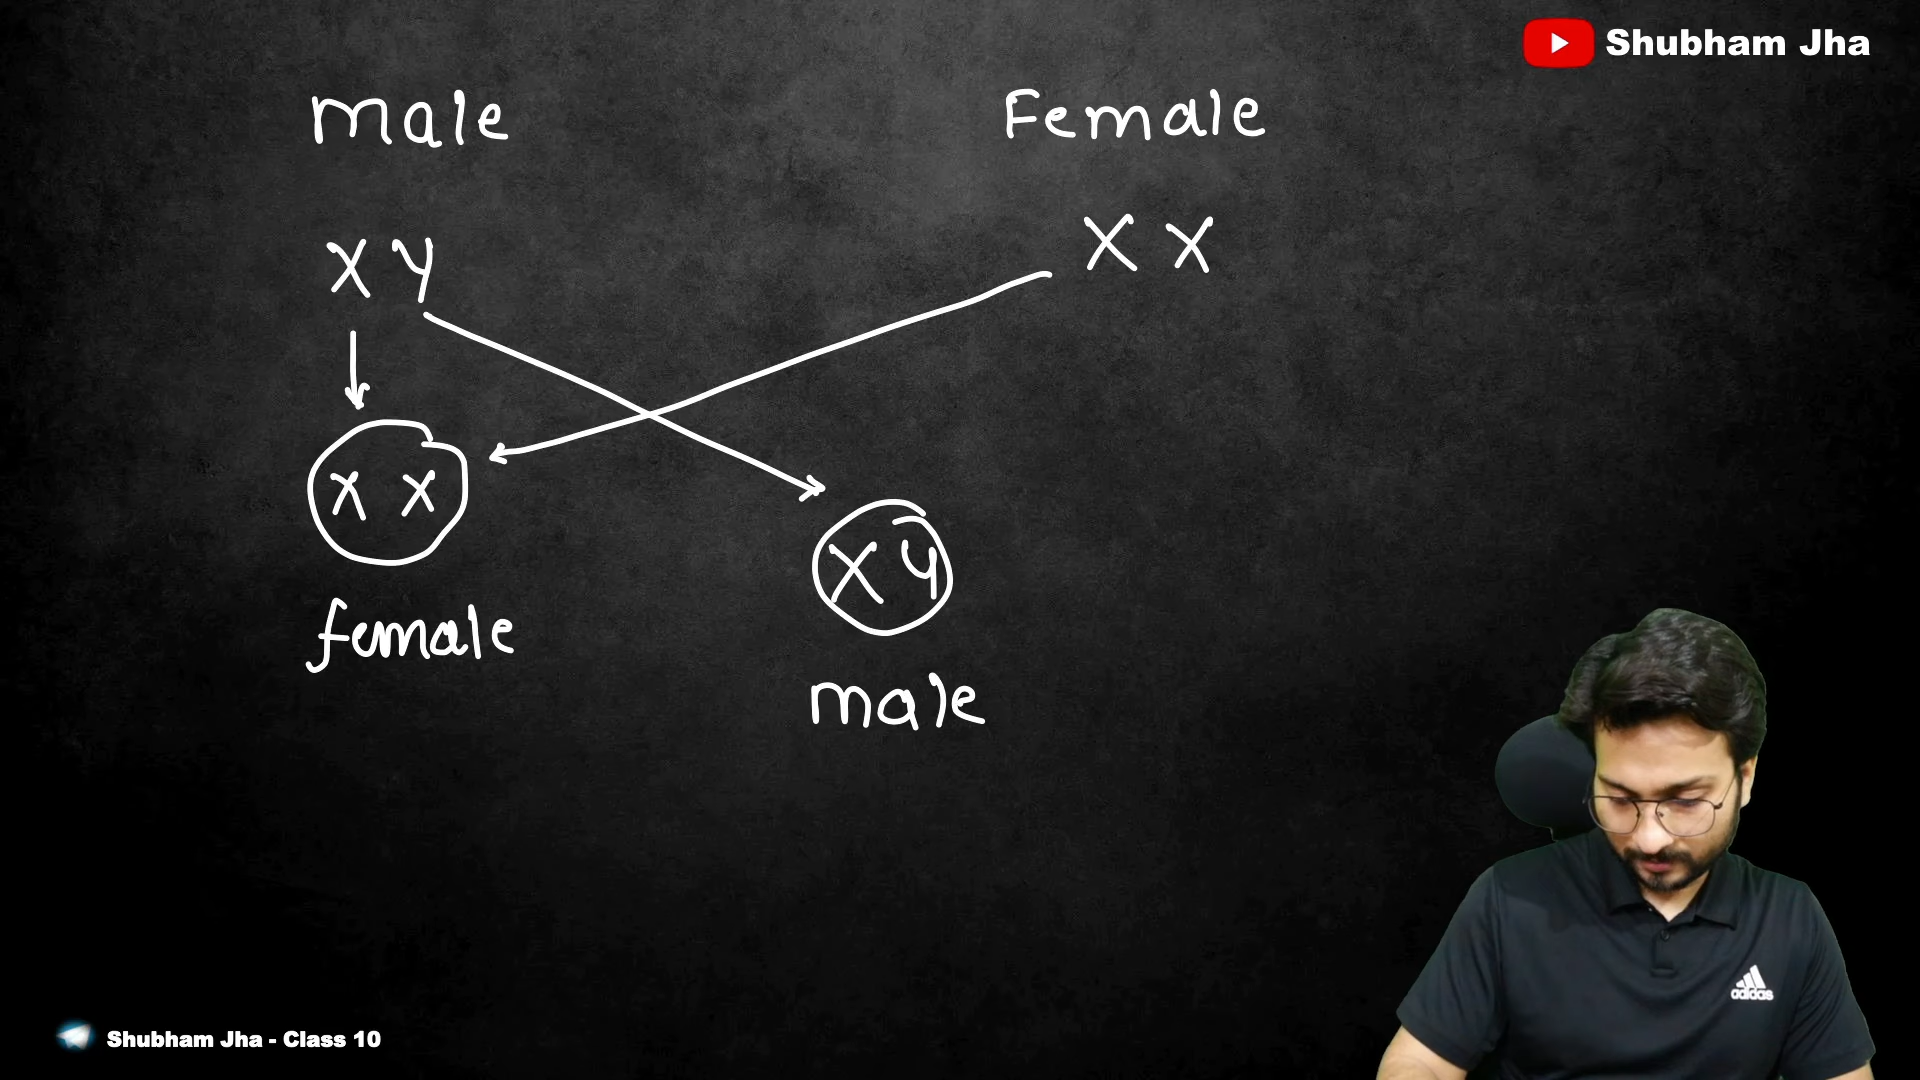 Shubham Jha
male
Female
X Y
X X
X X
X Y
female
male
adidas
Shubham Jha - Class 10